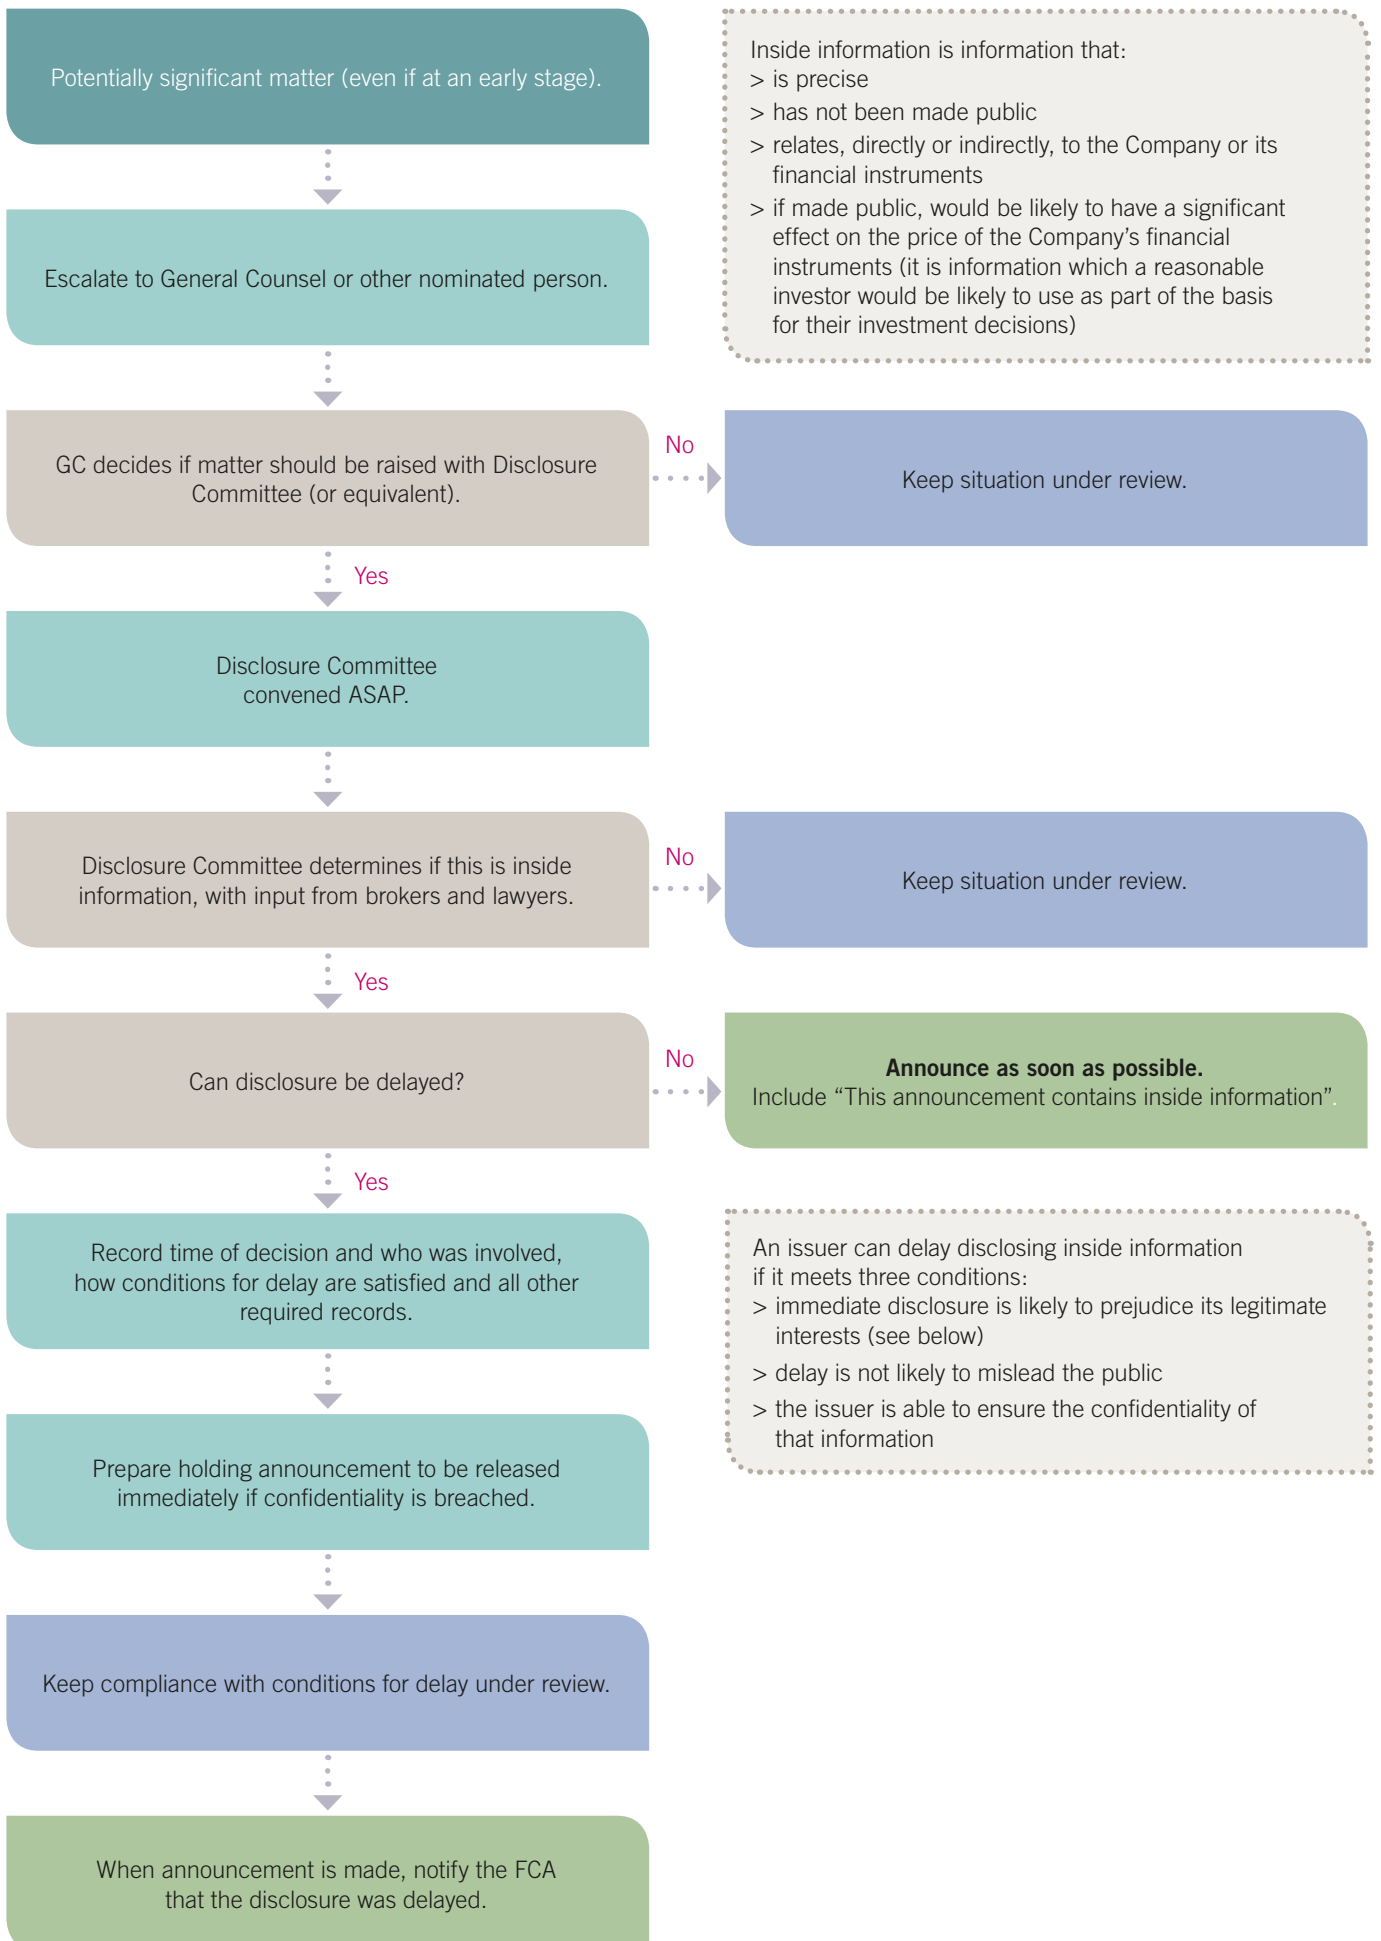 Potentially significant matter (even if at an early stage).
Inside information is information that:
> is precise
> has not been made public
> relates, directly or indirectly, to the Company or its
financial instruments
> if made public, would be likely to have a significant
effect on the price of the Company’s financial
instruments (it is information which a reasonable
investor would be likely to use as part of the basis
for their investment decisions)
Escalate to General Counsel or other nominated person.
GC decides if matter should be raised with Disclosure
Committee (or equivalent).
No
Keep situation under review.
Yes
Disclosure Committee
convened ASAP.
Disclosure Committee determines if this is inside
information, with input from brokers and lawyers.
No
Keep situation under review.
Yes
Can disclosure be delayed?
No
Announce as soon as possible.
Include “This announcement contains inside information”.
Yes
Record time of decision and who was involved,
how conditions for delay are satisfied and all other
required records.
An issuer can delay disclosing inside information
if it meets three conditions:
> immediate disclosure is likely to prejudice its legitimate
interests (see below)
> delay is not likely to mislead the public
> the issuer is able to ensure the confidentiality of
that information
Prepare holding announcement to be released
immediately if confidentiality is breached.
Keep compliance with conditions for delay under review.
When announcement is made, notify the FCA
that the disclosure was delayed.